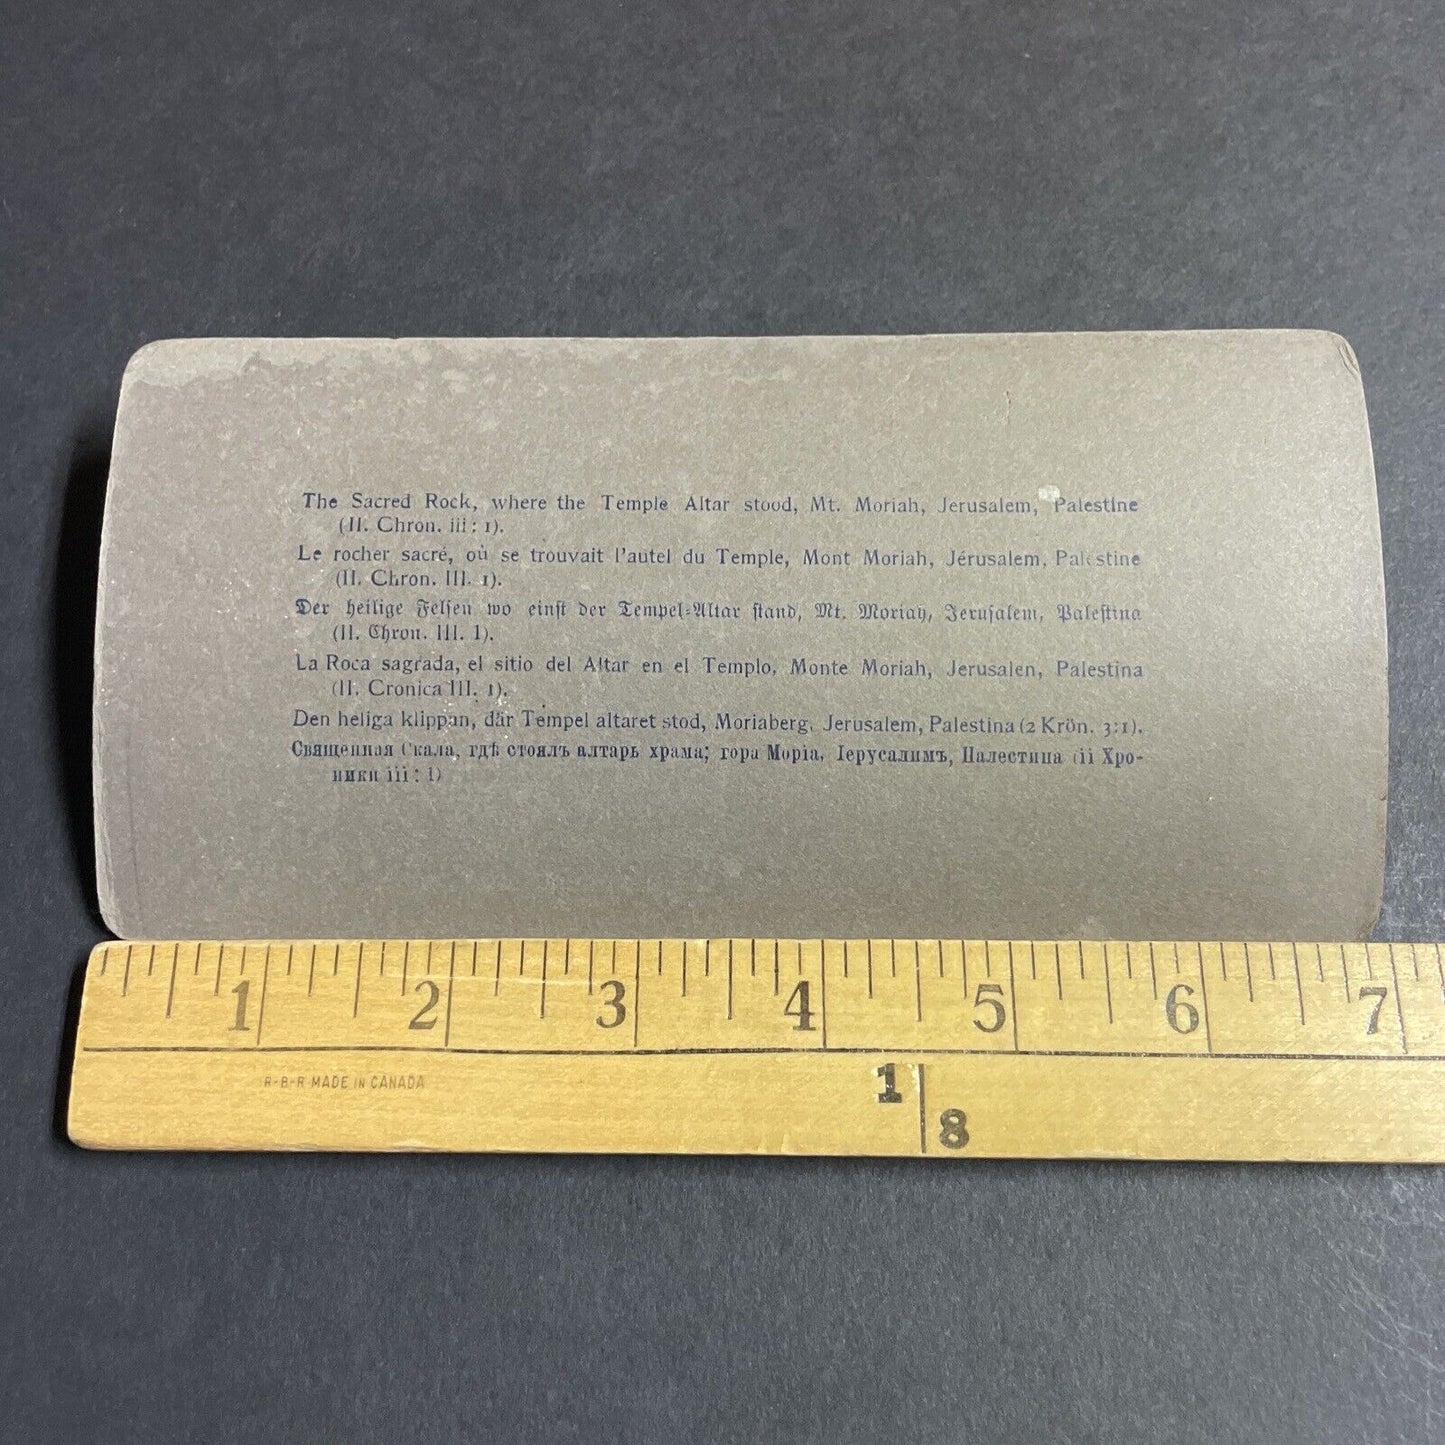 The Sacred Rock, where the Temple Altar stood, Mt. Moriah, Jerusalem, Palestine
(II. Chron. iii : 1).
Le rocher sacré, où se trouvait l'autel du Temple, Mont Moriah, Jérusalem, Palestine
(II. Chron. III. 1).
Der heilige Felsen wo einst der Tempel-Altar stand, Mt. Moriah, Jerusalem, Palestina
(II. Chron. III. 1).
La Roca sagrada, el sitio del Altar en el Templo, Monte Moriah, Jerusalen, Palestina
(II. Cronica III. 1).
Den heliga klippan, där Tempel altaret stod, Moriaberg, Jerusalem, Palestina (2 Krön. 3:1).
Священная Скала, гдѣ стоялъ алтарь храма; гора Моріа, Іерусалимъ, Палестина (ii Хро-
ники iii : 1)
1 2 3 4 5 6 7
R-B-R MADE IN CANADA
1
8